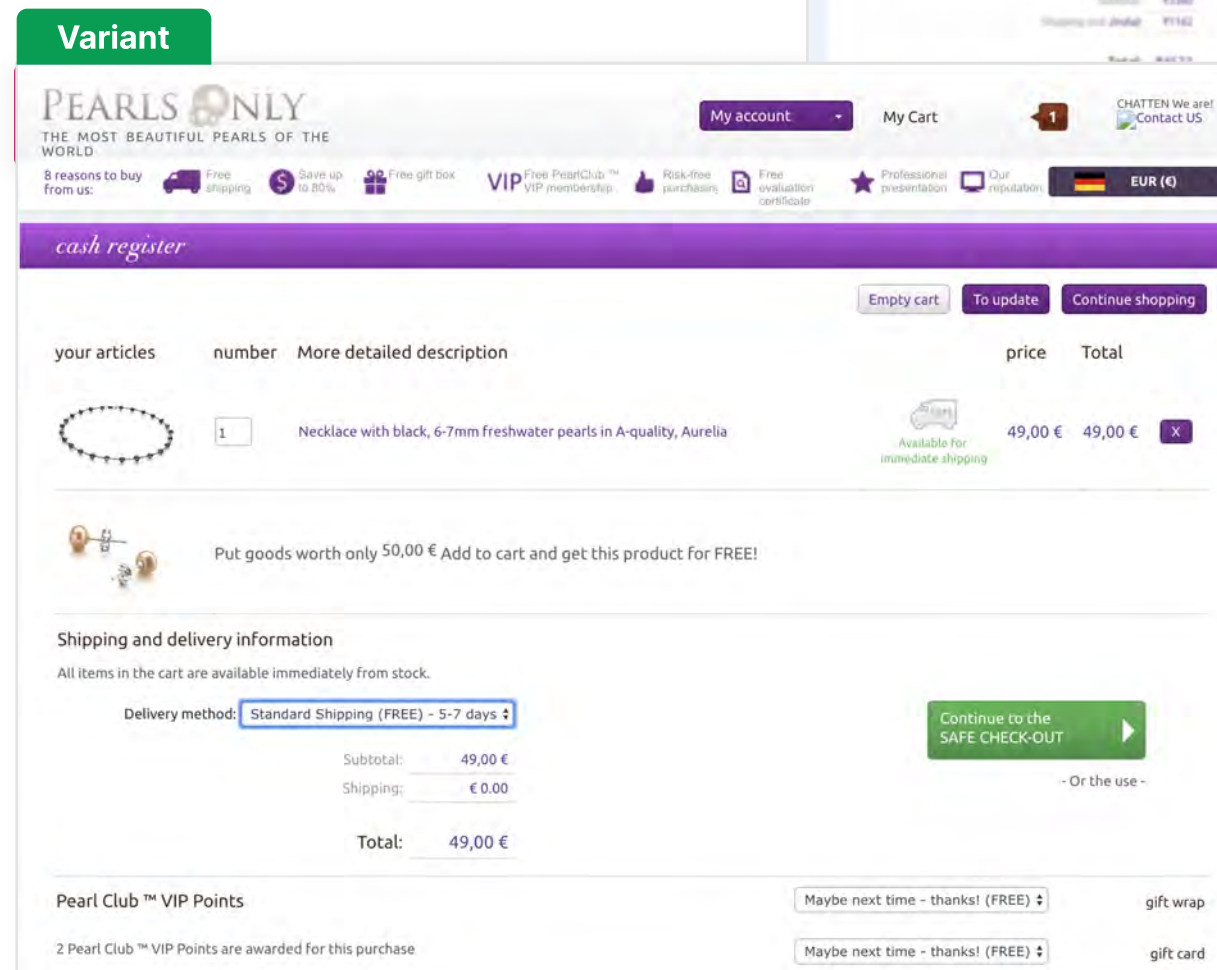 Variant
PEARLS ONLY
THE MOST BEAUTIFUL PEARLS OF THE
WORLD
My account
My Cart
1
CHATTEN We are!
Contact US
8 reasons to buy
from us:
Free
shipping
Save up
to 80%
Free gift box
VIP
Free PearlClub ™
VIP membership
Risk-free
purchasing
Free
evaluation
certificate
Professional
presentation
Our
reputation
EUR (€)
cash register
Empty cart
To update
Continue shopping
your articles number More detailed description price Total
1
Necklace with black, 6-7mm freshwater pearls in A-quality, Aurelia
Available for
immediate shipping
49,00 € 49,00 € X
Put goods worth only 50,00 € Add to cart and get this product for FREE!
Shipping and delivery information
All items in the cart are available immediately from stock.
Delivery method: Standard Shipping (FREE) - 5-7 days
Continue to the
SAFE CHECK-OUT
Subtotal: 49,00 €
- Or the use -
Shipping: € 0.00
Total: 49,00 €
Pearl Club ™ VIP Points
Maybe next time - thanks! (FREE) gift wrap
2 Pearl Club ™ VIP Points are awarded for this purchase
Maybe next time - thanks! (FREE) gift card